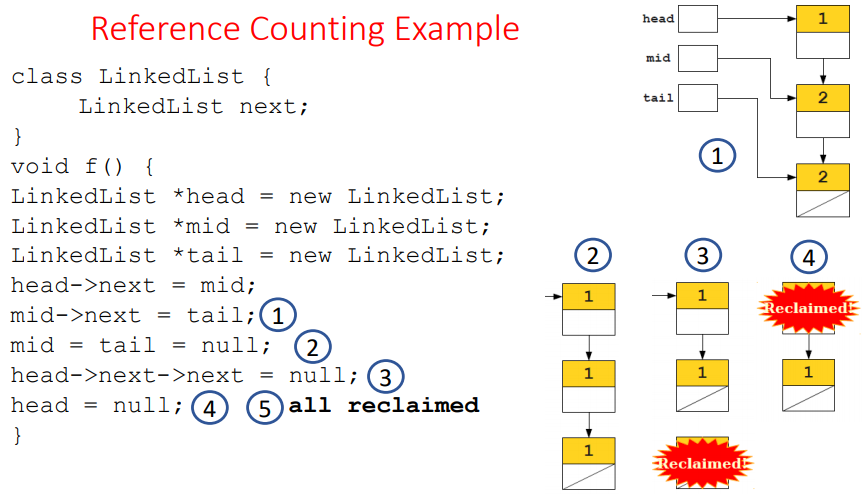 Reference Counting Example
class LinkedList {
LinkedList next;
}
void f() {
LinkedList *head = new LinkedList;
LinkedList *mid = new LinkedList;
LinkedList *tail = new LinkedList;
head->next = mid;
mid->next = tail; 1
mid = tail = null; 2
head->next->next = null; 3
head = null; 4 5 all reclaimed
}
head 1
mid
2
tail
1
2
2 3 4
1 1 Reclaimed!
1 1 1
1 Reclaimed!